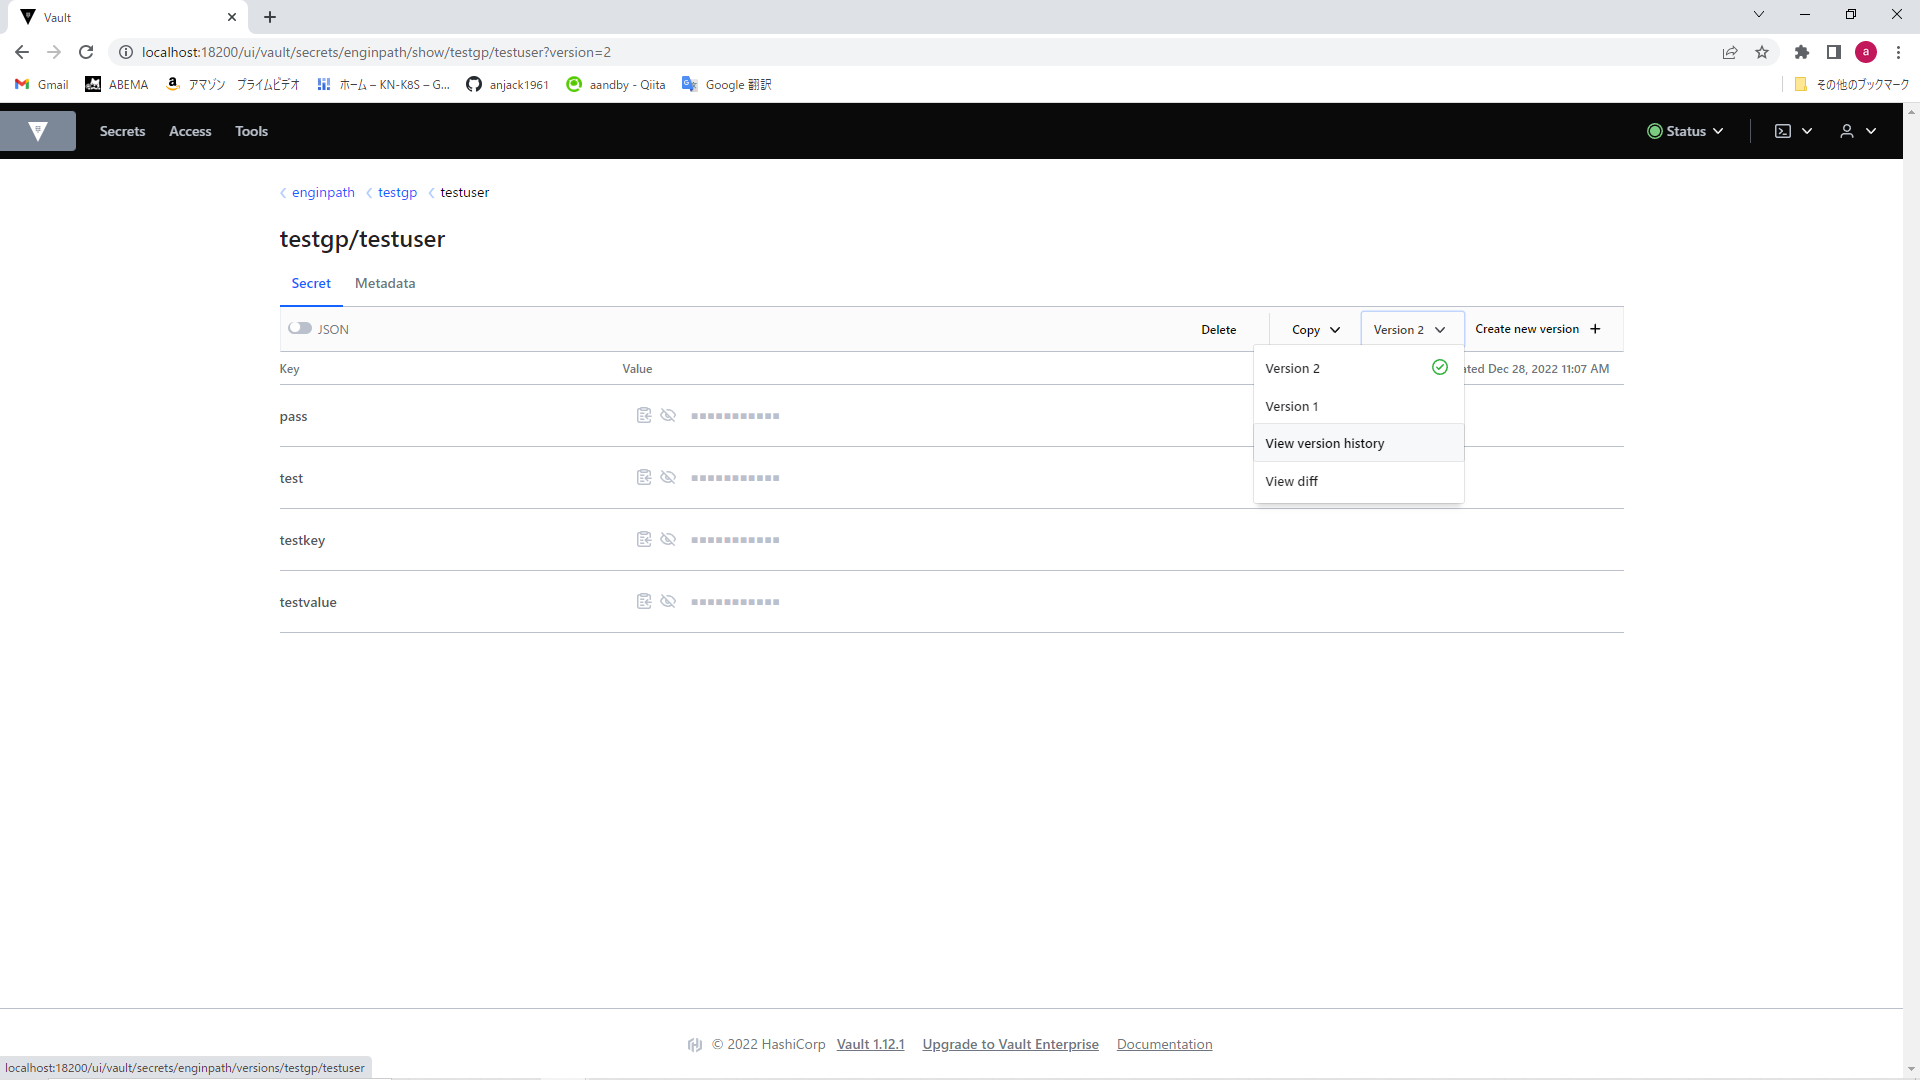 Vault
localhost:18200/ui/vault/secrets/enginpath/show/testgp/testuser?version=2
a
Gmail
ABEMA
アマゾン プライムビデオ
ホーム – KN-K8S – G...
anjack1961
aandby - Qiita
Google 翻訳
その他のブックマーク
Secrets
Access
Tools
Status
enginpath
testgp
testuser
testgp/testuser
Secret
Metadata
JSON
Delete
Copy
Version 2
Create new version
Key
Value
ated Dec 28, 2022 11:07 AM
Version 2
Version 1
View version history
View diff
pass
test
testkey
testvalue
© 2022 HashiCorp Vault 1.12.1 Upgrade to Vault Enterprise Documentation
localhost:18200/ui/vault/secrets/enginpath/versions/testgp/testuser